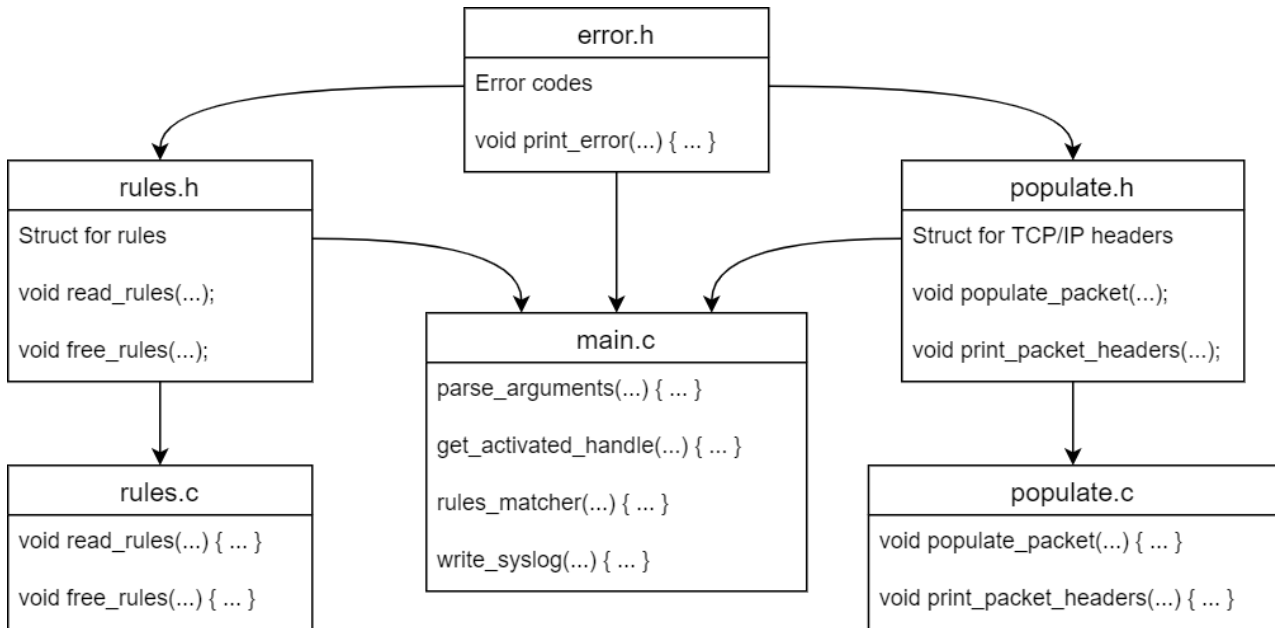 error.h
Error codes
void print_error(...) { ... }
rules.h
Struct for rules
void read_rules(...);
void free_rules(...);
populate.h
Struct for TCP/IP headers
void populate_packet(...);
void print_packet_headers(...);
main.c
parse_arguments(...) { ... }
get_activated_handle(...) { ... }
rules_matcher(...) { ... }
write_syslog(...) { ... }
rules.c
void read_rules(...) { ... }
void free_rules(...) { ... }
populate.c
void populate_packet(...) { ... }
void print_packet_headers(...) { ... }